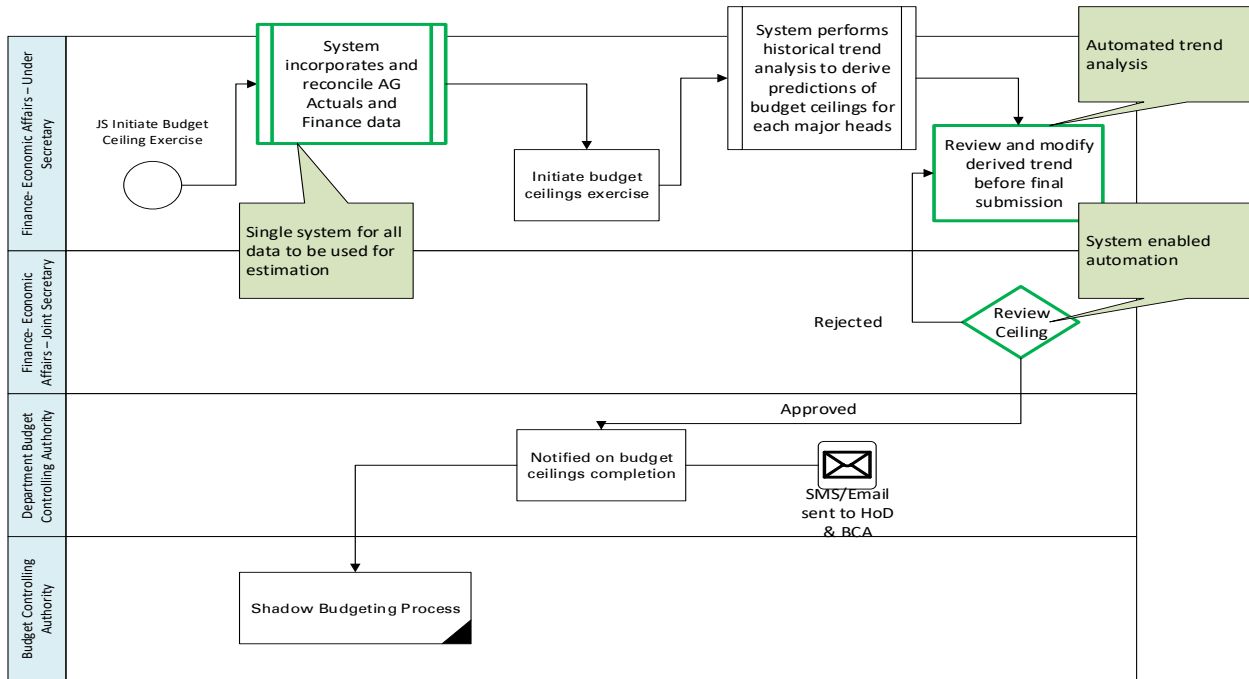 Finance- Economic Affairs – Under
Secretary
JS Initiate Budget
Ceiling Exercise
System
incorporates and
reconcile AG
Actuals and
Finance data
Single system for all
data to be used for
estimation
Initiate budget
ceilings exercise
System performs
historical trend
analysis to derive
predictions of
budget ceilings for
each major heads
Automated trend
analysis
Review and modify
derived trend
before final
submission
System enabled
automation
Finance- Economic
Affairs – Joint Secretary
Rejected
Review
Ceiling
Department Budget
Controlling Authority
Approved
Notified on budget
ceilings completion
SMS/Email
sent to HoD
& BCA
Budget Controlling
Authority
Shadow Budgeting Process